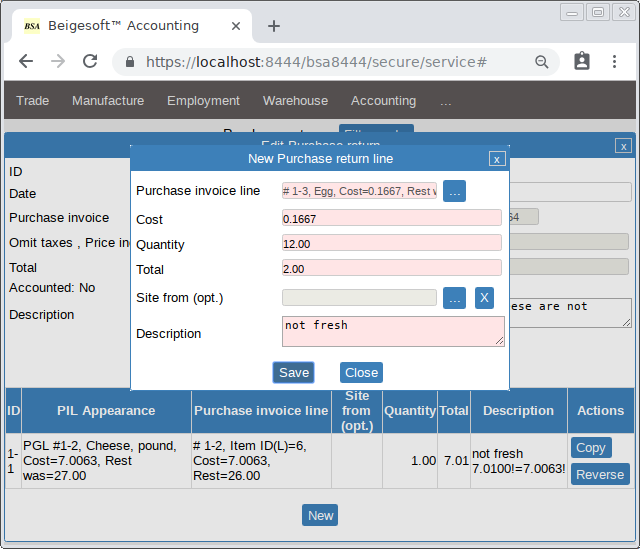 BSA Beigesoft™ Accounting
https://localhost:8444/bsa8444/secure/service#
Trade Manufacture Employment Warehouse Accounting ...
Edit Purchase return x
New Purchase return line x
ID
Date
Purchase invoice
Omit taxes , Price in
Total
Accounted: No
Description
64
ese are not
Purchase invoice line # 1-3, Egg, Cost=0.1667, Rest w ...
Cost 0.1667
Quantity 12.00
Total 2.00
Site from (opt.) ... X
Description not fresh
Save Close
ID PIL Appearance Purchase invoice line Site from (opt.) Quantity Total Description Actions
1-1 PGL #1-2, Cheese, pound, Cost=7.0063, Rest was=27.00 # 1-2, Item ID(L)=6, Cost=7.0063, Rest=26.00 1.00 7.01 not fresh 7.0100!=7.0063! Copy
Reverse
New